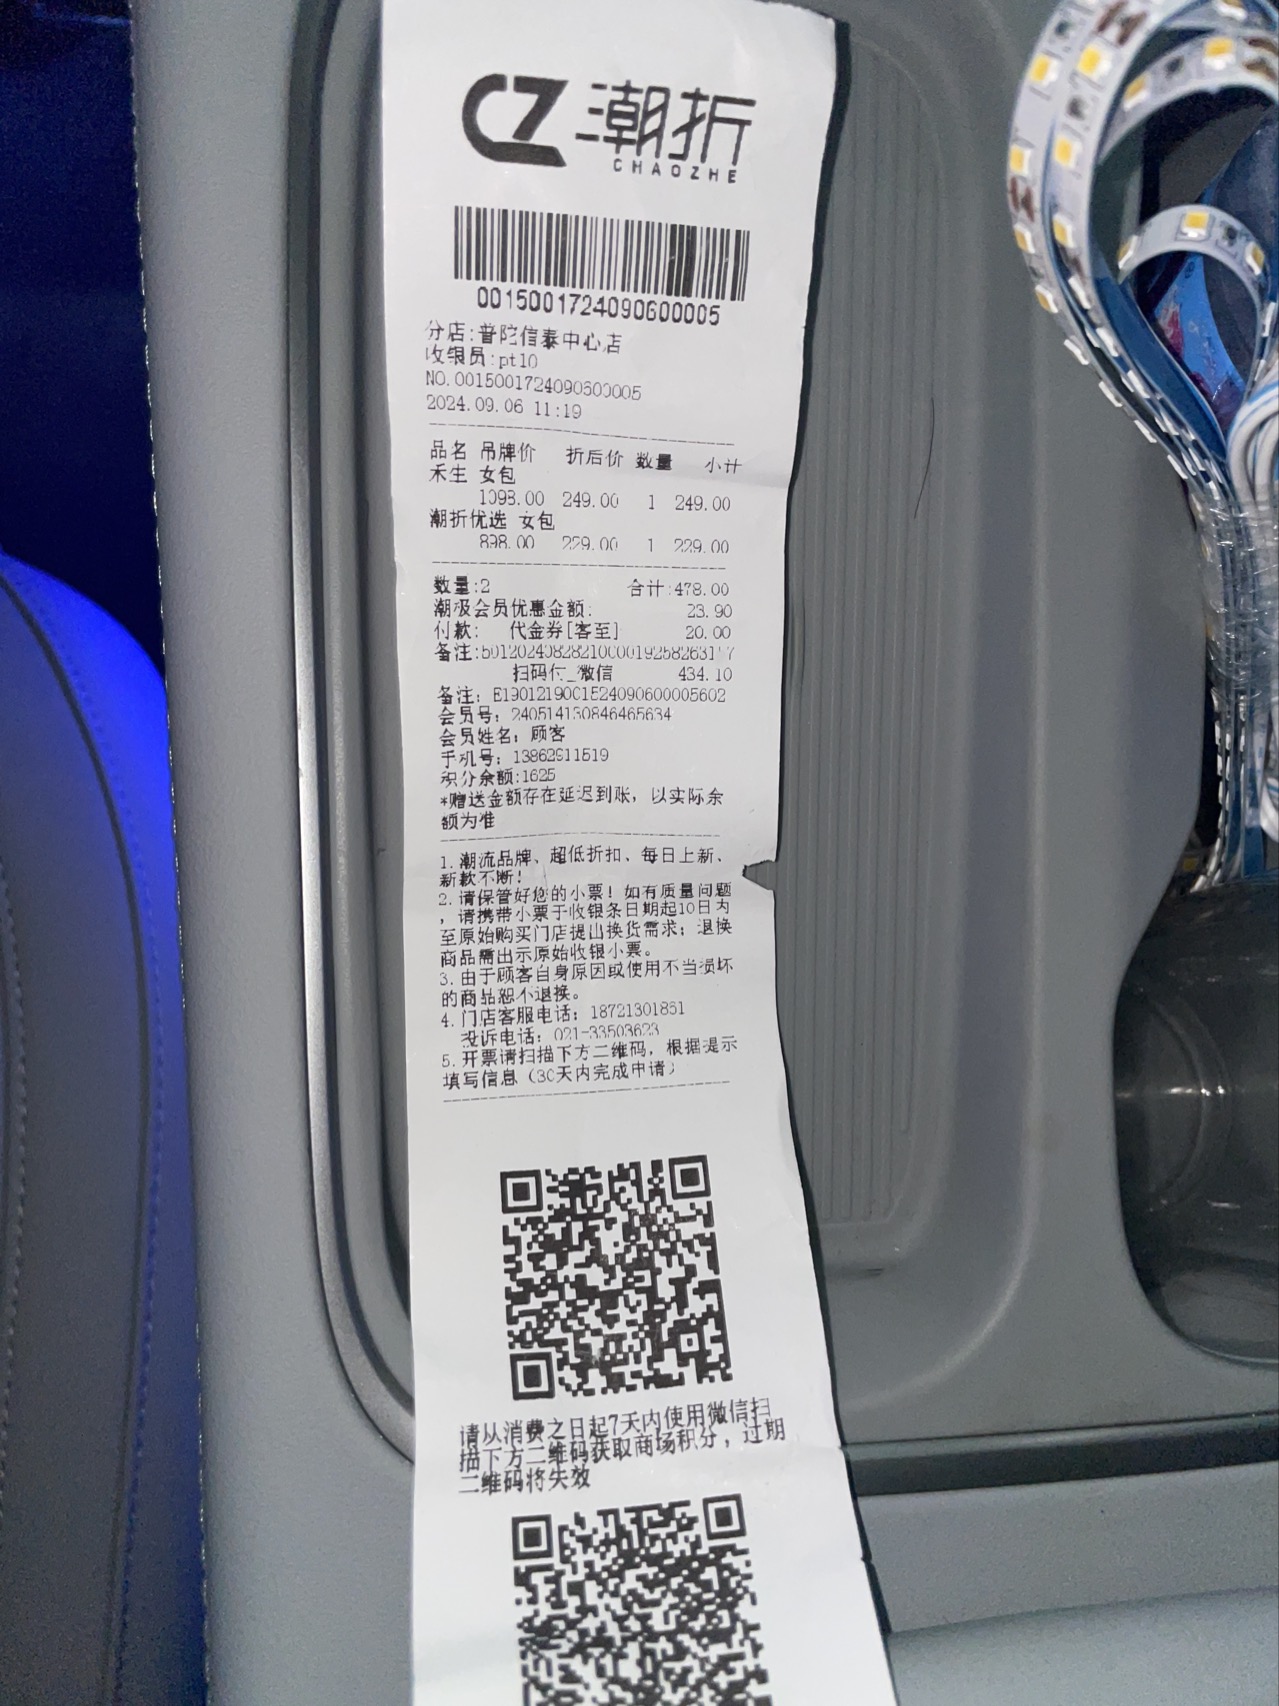 CZ 潮折
CHAOZHE
0015001724090600005
分店:普陀信泰中心店
收银员:pt10
NO.0015001724090600005
2024.09.06 11:19
品名 吊牌价 折后价 数量 小计
禾生 女包
1098.00 249.00 1 249.00
潮折优选 女包
898.00 229.00 1 229.00
数量:2 合计:478.00
潮极会员优惠金额: 23.90
付款: 代金券[客至] 20.00
备注:
扫码付_微信 434.10
备注: E19012190C1E24090600005602
会员号: 240514130846465634
会员姓名: 顾客
手机号: 13862911519
积分余额:1625
*赠送金额存在延迟到账, 以实际余
额为准
1. 潮流品牌、超低折扣、每日上新、
新款不断!
2. 请保管好您的小票! 如有质量问题
, 请携带小票于收银条日期起10日内
至原始购买门店提出换货需求; 退换
商品需出示原始收银小票。
3. 由于顾客自身原因或使用不当损坏
的商品恕不退换。
4. 门店客服电话: 18721301851
投诉电话: 021-33503623
5. 开票请扫描下方二维码, 根据提示
填写信息 (30天内完成申请)
请从消费之日起7天内使用微信扫
描下方二维码获取商场积分, 过期
二维码将失效